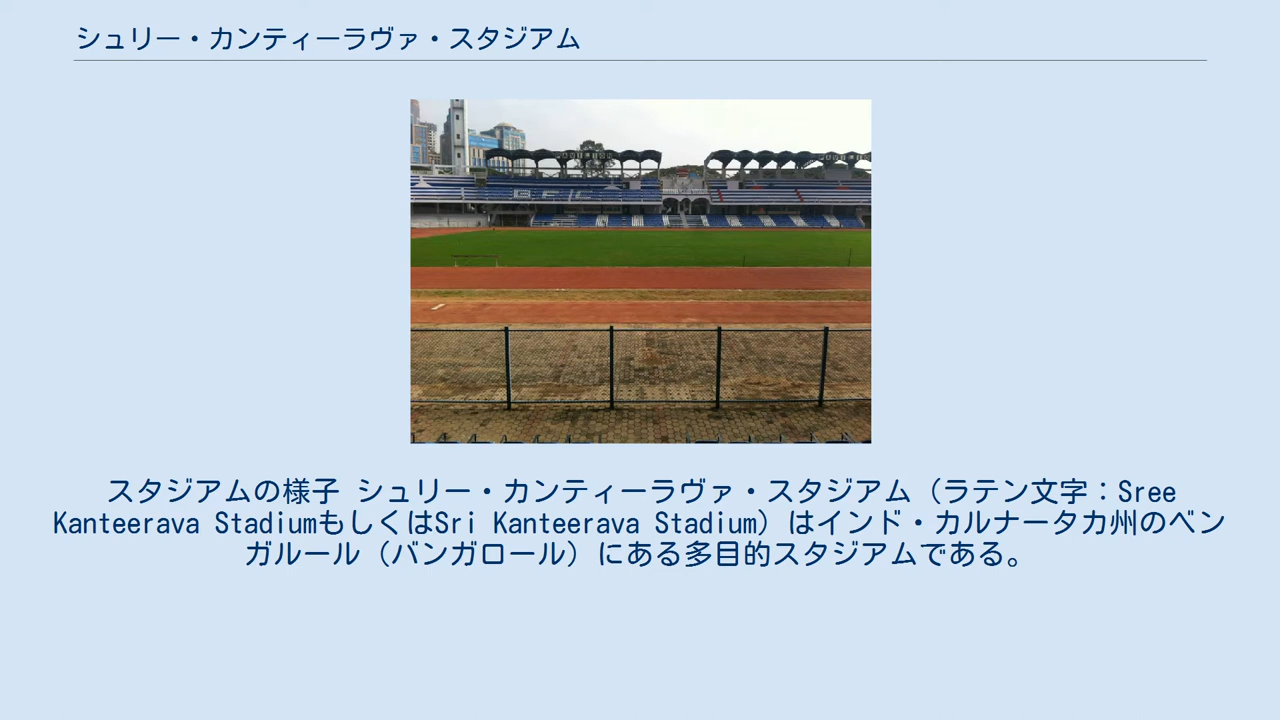 シュリー・カンティーラヴァ・スタジアム
スタジアムの様子 シュリー・カンティーラヴァ・スタジアム（ラテン文字：Sree
Kanteerava StadiumもしくはSri Kanteerava Stadium）はインド・カルナータカ州のベン
ガルール（バンガロール）にある多目的スタジアムである。